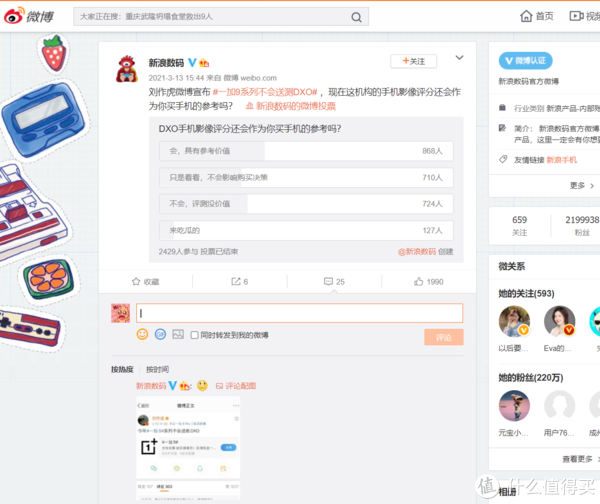 微博
大家正在搜：重庆武隆坍塌食堂救出9人
首页
视频
新浪数码
+关注
2021-3-13 15:44 来自 微博 weibo.com
刘作虎微博宣布 #一加9系列不会送测DXO# ，现在这机构的手机影像评分还会作
为你买手机的参考吗？ 新浪数码的微博投票
DXO手机影像评分还会作为你买手机的参考吗？
会，具有参考价值 868人
只是看看，不会影响购买决策 710人
不会，评测没价值 724人
来吃瓜的 127人
2429人参与 投票已结束 @新浪数码 创建
收藏
6
25
1990
同时转发到我的微博
评论
按热度 | 按时间
新浪数码 ： 评论配图
微博正文
微博认证
新浪数码官方微博
行业类别 新浪产品-内部账
简介： 新浪数码官方微博
产品，这里一定会有你想要
友情链接 新浪手机
更多 >
659
关注
2199938
粉丝
微关系
她的关注(593)
以后要...
Eva的...
她的粉丝(220万)
元宝小...
用户76...
查看更多 >
相册
值 什么值得买